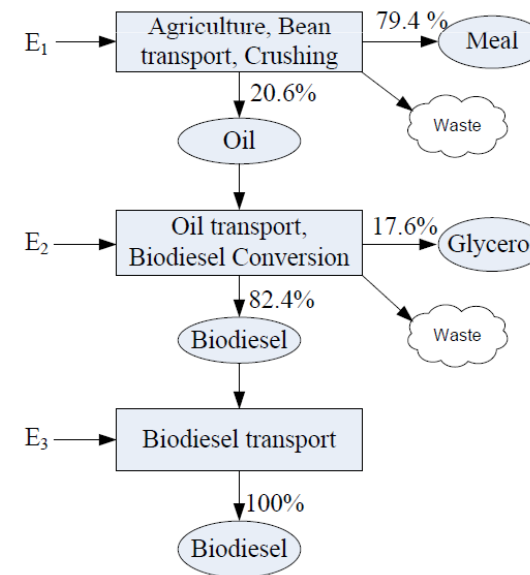 E1
Agriculture, Bean
transport, Crushing
79.4 %
Meal
20.6%
Waste
Oil
E2
Oil transport,
Biodiesel Conversion
17.6%
Glycero
82.4%
Waste
Biodiesel
E3
Biodiesel transport
100%
Biodiesel